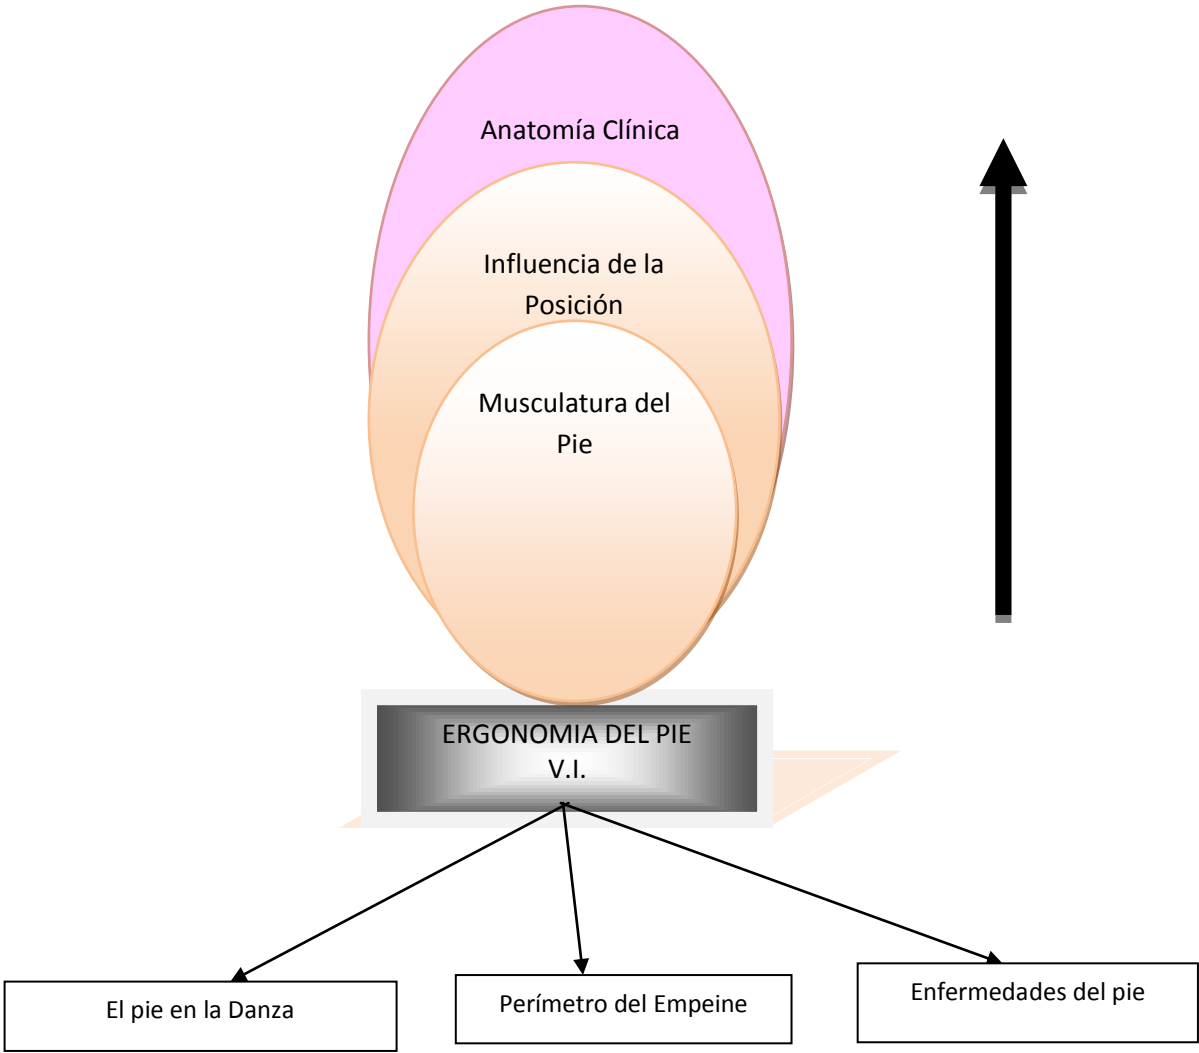 Anatomía Clínica
Influencia de la
Posición
Musculatura del
Pie
ERGONOMIA DEL PIE
V.I.
El pie en la Danza
Perímetro del Empeine
Enfermedades del pie